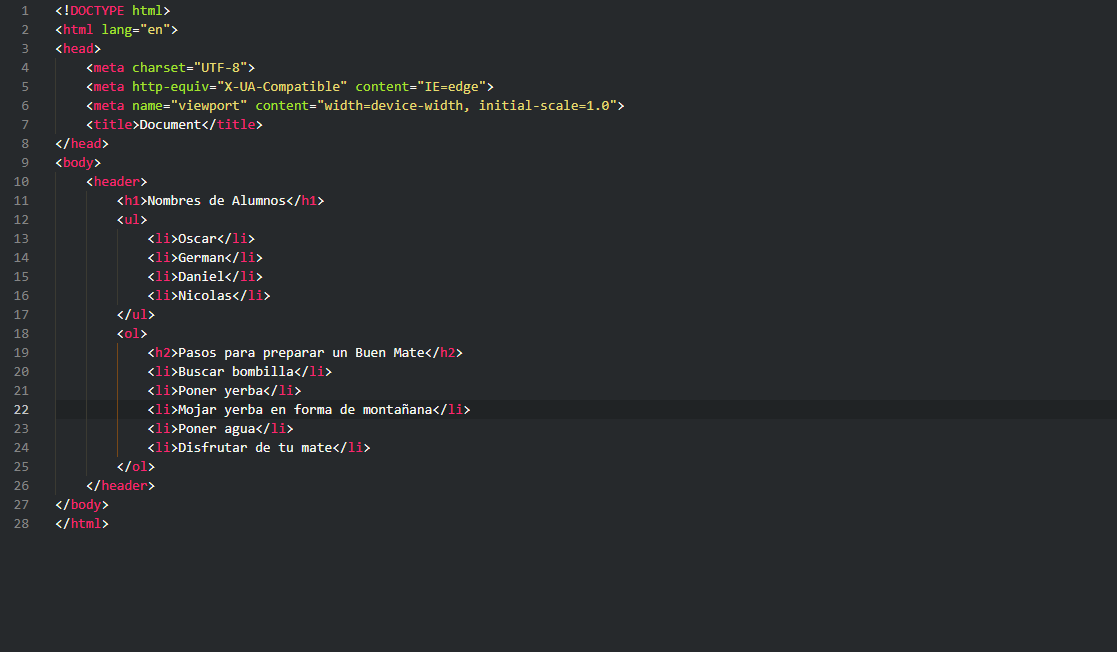 1 <!DOCTYPE html>
2 <html lang="en">
3 <head>
4     <meta charset="UTF-8">
5     <meta http-equiv="X-UA-Compatible" content="IE=edge">
6     <meta name="viewport" content="width=device-width, initial-scale=1.0">
7     <title>Document</title>
8 </head>
9 <body>
10     <header>
11         <h1>Nombres de Alumnos</h1>
12         <ul>
13             <li>Oscar</li>
14             <li>German</li>
15             <li>Daniel</li>
16             <li>Nicolas</li>
17         </ul>
18         <ol>
19             <h2>Pasos para preparar un Buen Mate</h2>
20             <li>Buscar bombilla</li>
21             <li>Poner yerba</li>
22             <li>Mojar yerba en forma de montañana</li>
23             <li>Poner agua</li>
24             <li>Disfrutar de tu mate</li>
25         </ol>
26     </header>
27 </body>
28 </html>